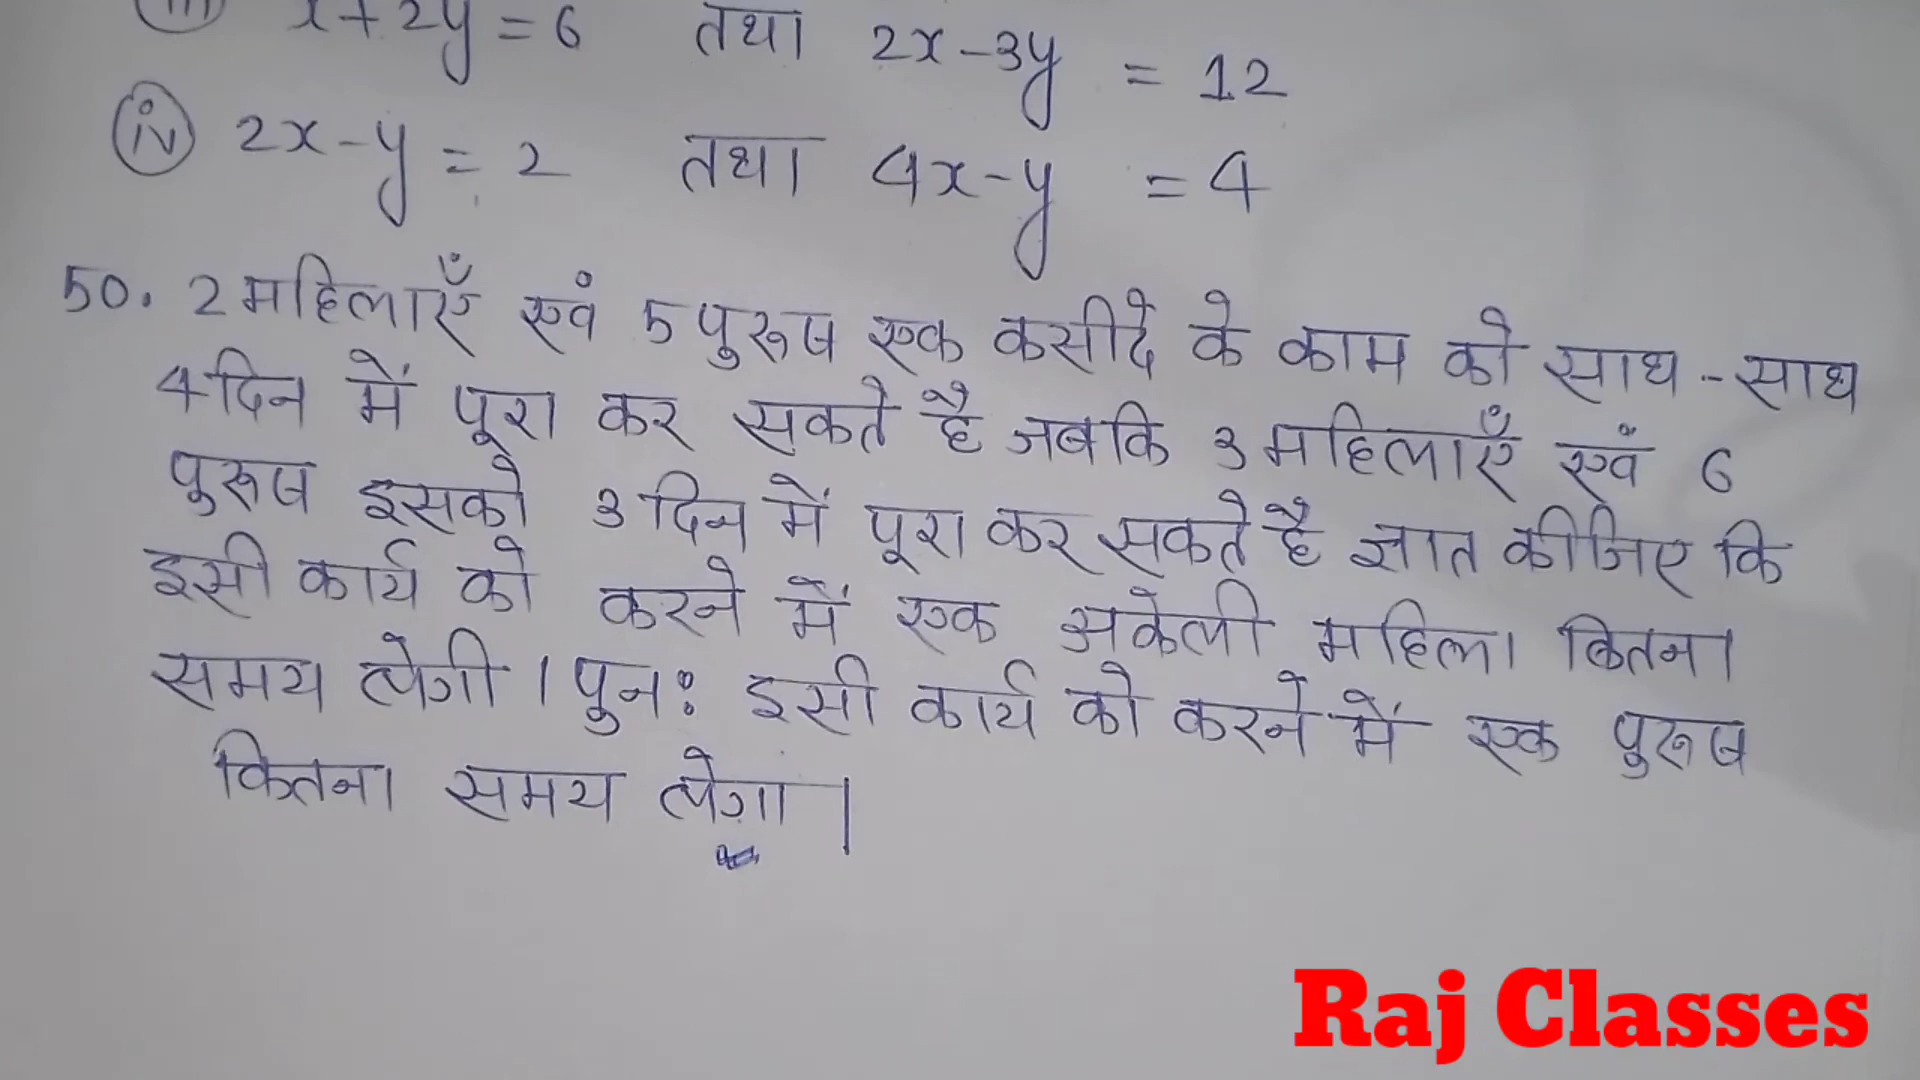 (iii) x+2y=6 तथा 2x-3y = 12
(iv) 2x-y=2 तथा 4x-y =4
50. 2 महिलाएँ एवं 5 पुरूष एक कसीदे के काम को साथ-साथ
4 दिन में पूरा कर सकते है जबकि 3 महिलाएँ एवं 6
पुरूष इसको 3 दिन में पूरा कर सकते है ज्ञात कीजिए कि
इसी कार्य को करने में एक अकेली महिला कितना
समय लेगी। पुनः इसी कार्य को करने में एक पुरूष
कितना समय लेगा।
Raj Classes